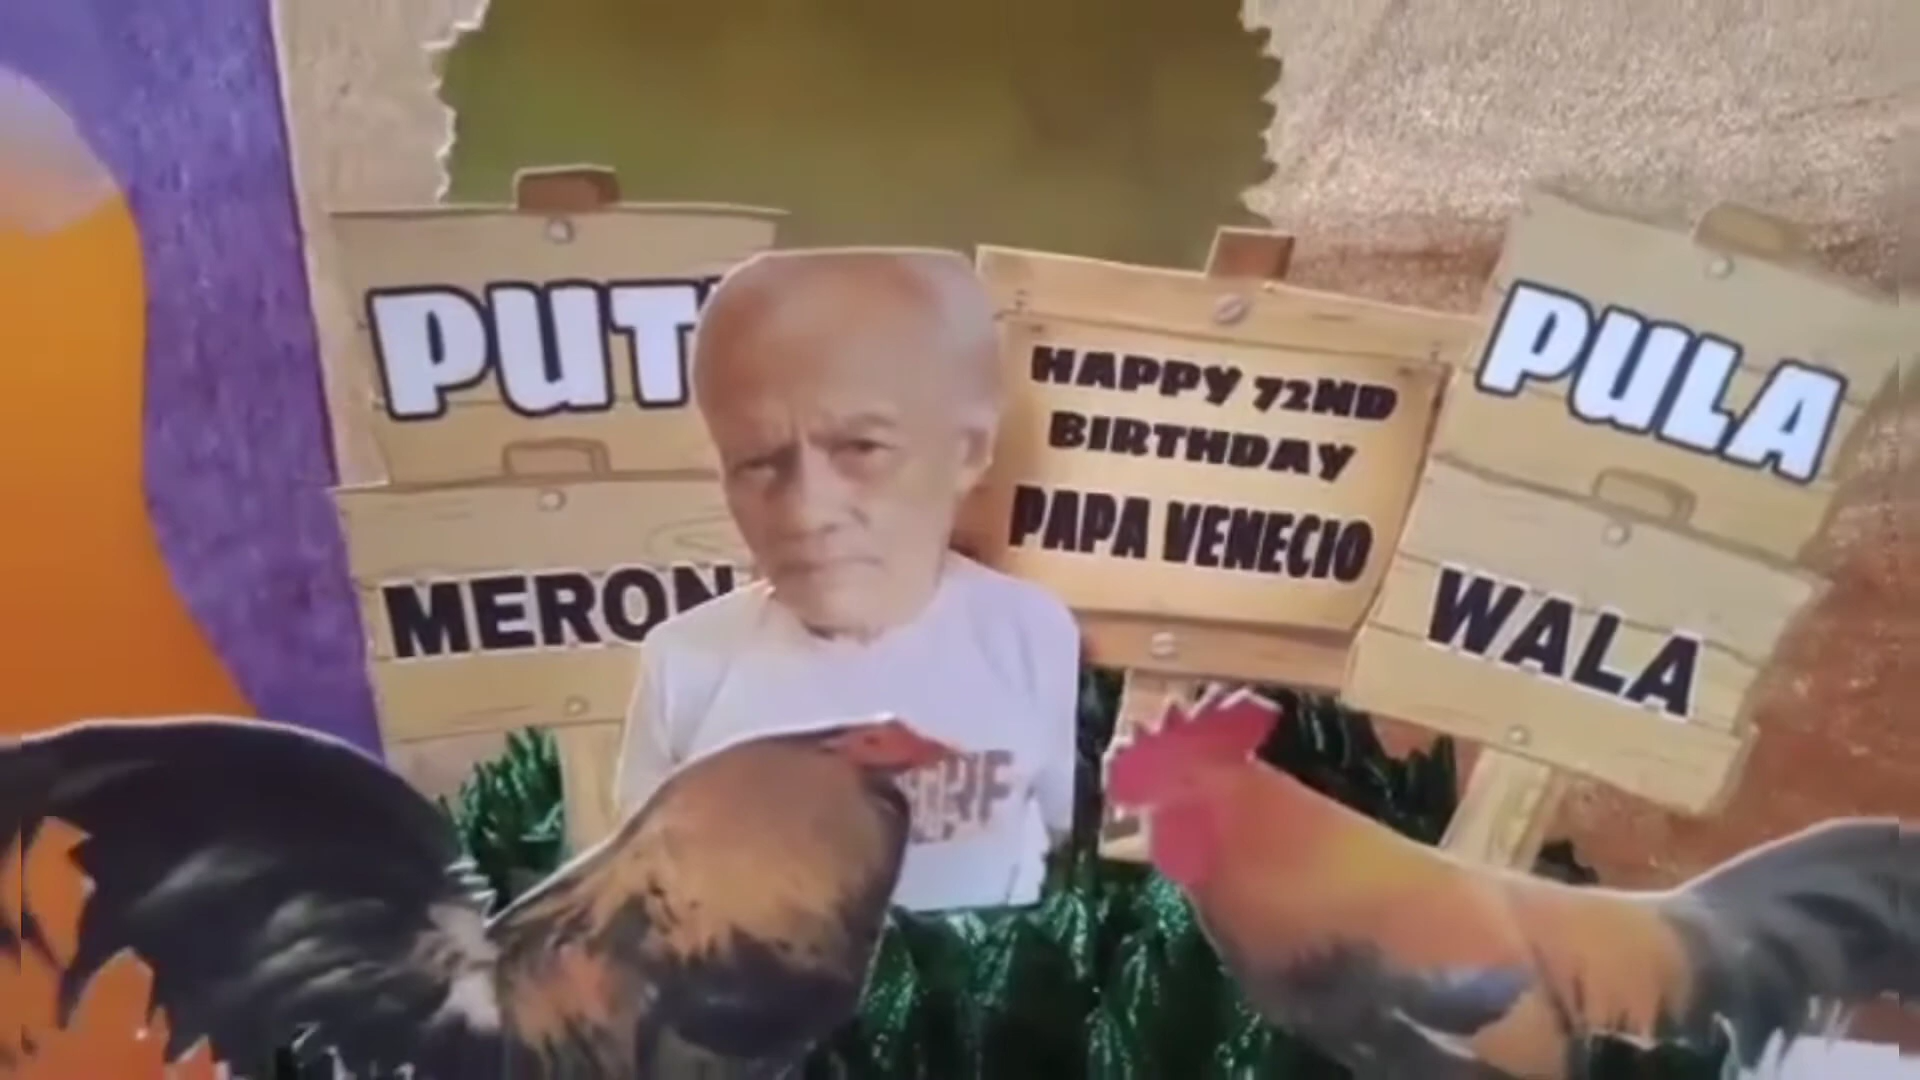 PUT
MERON
HAPPY 72ND
BIRTHDAY
PAPA VENECIO
PULA
WALA